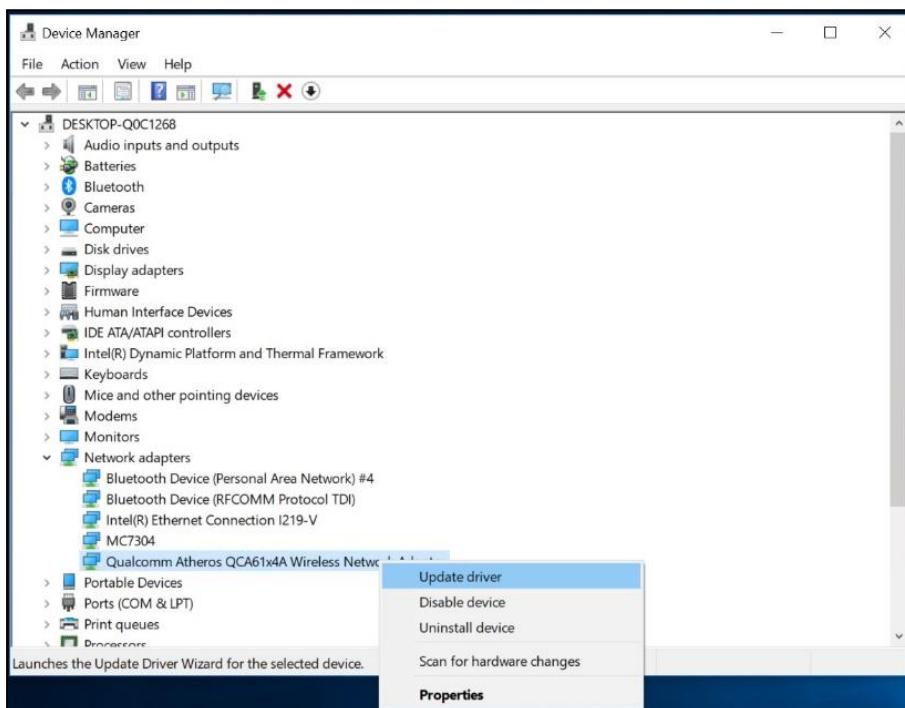 Device Manager
File Action View Help
DESKTOP-Q0C1268
Audio inputs and outputs
Batteries
Bluetooth
Cameras
Computer
Disk drives
Display adapters
Firmware
Human Interface Devices
IDE ATA/ATAPI controllers
Intel(R) Dynamic Platform and Thermal Framework
Keyboards
Mice and other pointing devices
Modems
Monitors
Network adapters
Bluetooth Device (Personal Area Network) #4
Bluetooth Device (RFCOMM Protocol TDI)
Intel(R) Ethernet Connection I219-V
MC7304
Qualcomm Atheros QCA61x4A Wireless Network
Update driver
Portable Devices
Disable device
Ports (COM & LPT)
Uninstall device
Print queues
Processors
Scan for hardware changes
Launches the Update Driver Wizard for the selected device.
Properties